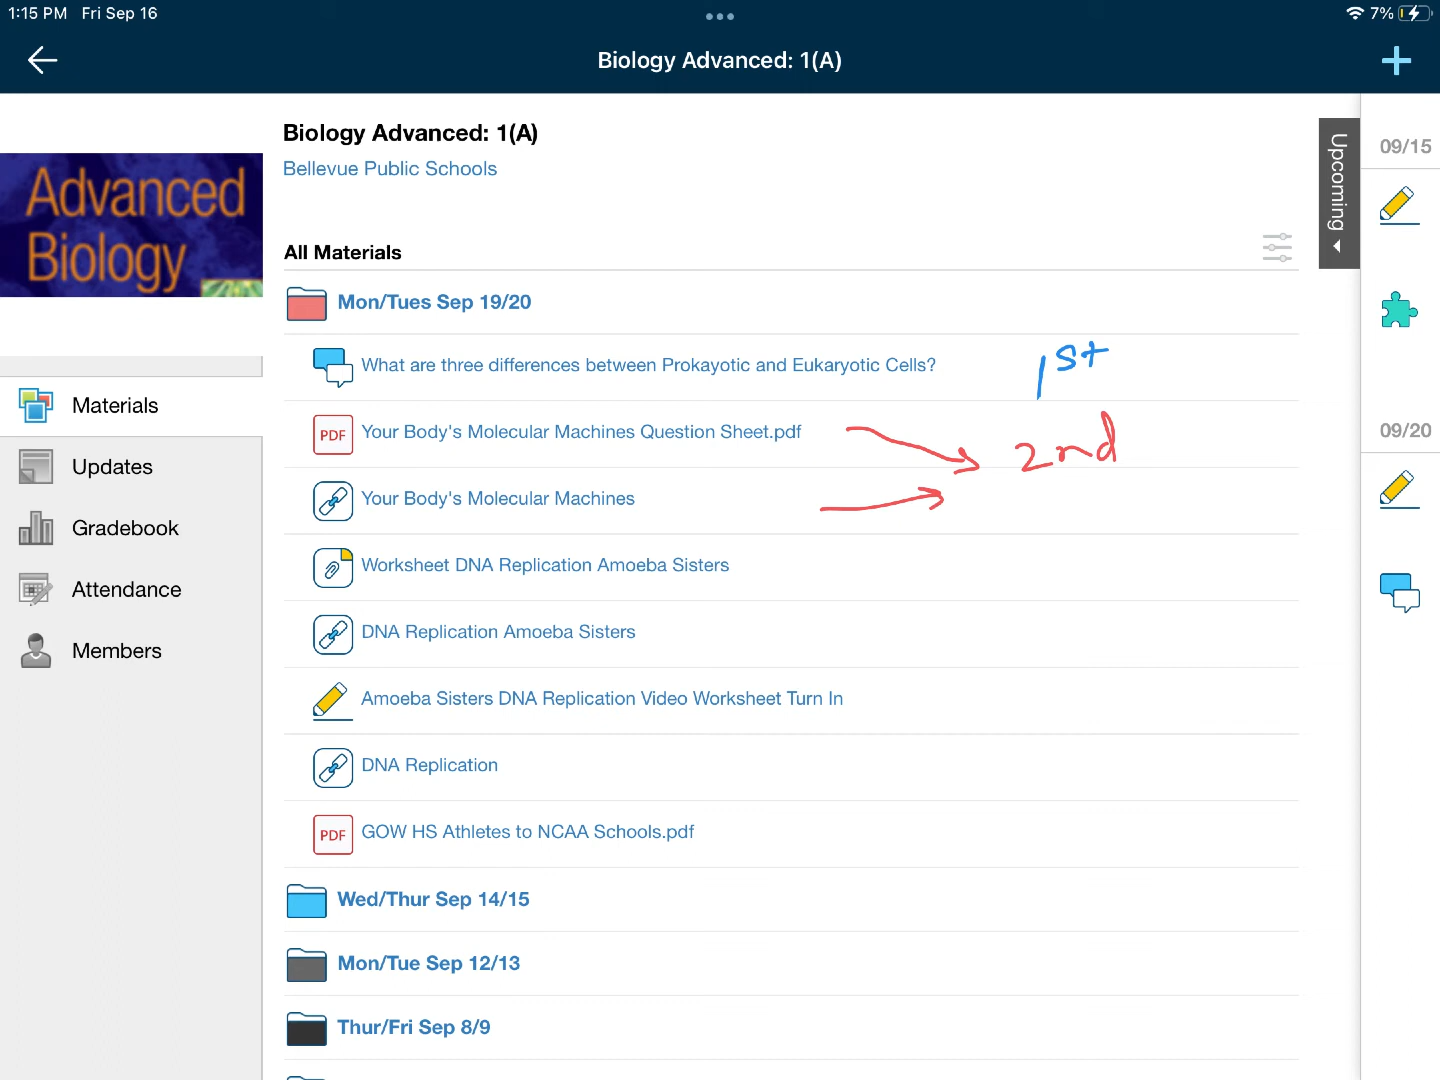 1:15 PM Fri Sep 16
7%
Biology Advanced: 1(A)
Biology Advanced: 1(A)
Bellevue Public Schools
Advanced
Biology
Upcoming
09/15
All Materials
Mon/Tues Sep 19/20
What are three differences between Prokayotic and Eukaryotic Cells?
1st
PDF Your Body's Molecular Machines Question Sheet.pdf
2nd
Your Body's Molecular Machines
Worksheet DNA Replication Amoeba Sisters
DNA Replication Amoeba Sisters
Amoeba Sisters DNA Replication Video Worksheet Turn In
DNA Replication
PDF GOW HS Athletes to NCAA Schools.pdf
Wed/Thur Sep 14/15
Mon/Tue Sep 12/13
Thur/Fri Sep 8/9
Materials
Updates
Gradebook
Attendance
Members
09/20